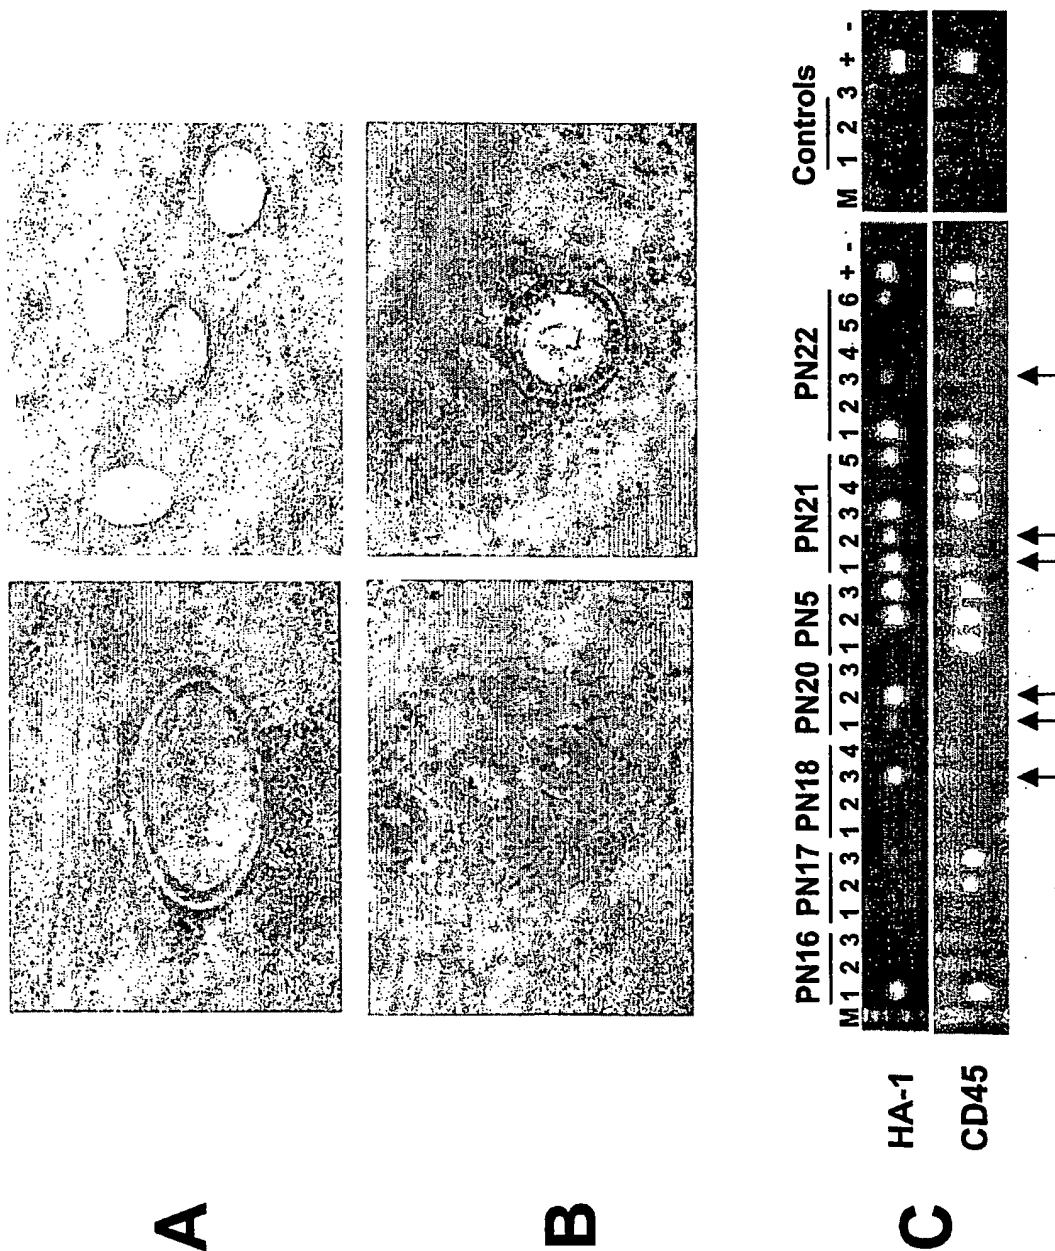 A
B
C
PN16 PN17 PN18 PN20 PN5 PN21 PN22 Controls
M 1 2 3 1 2 3 1 2 3 4 1 2 3 1 2 3 1 2 3 4 5 1 2 3 4 5 6 + - M 1 2 3 + -
HA-1
CD45